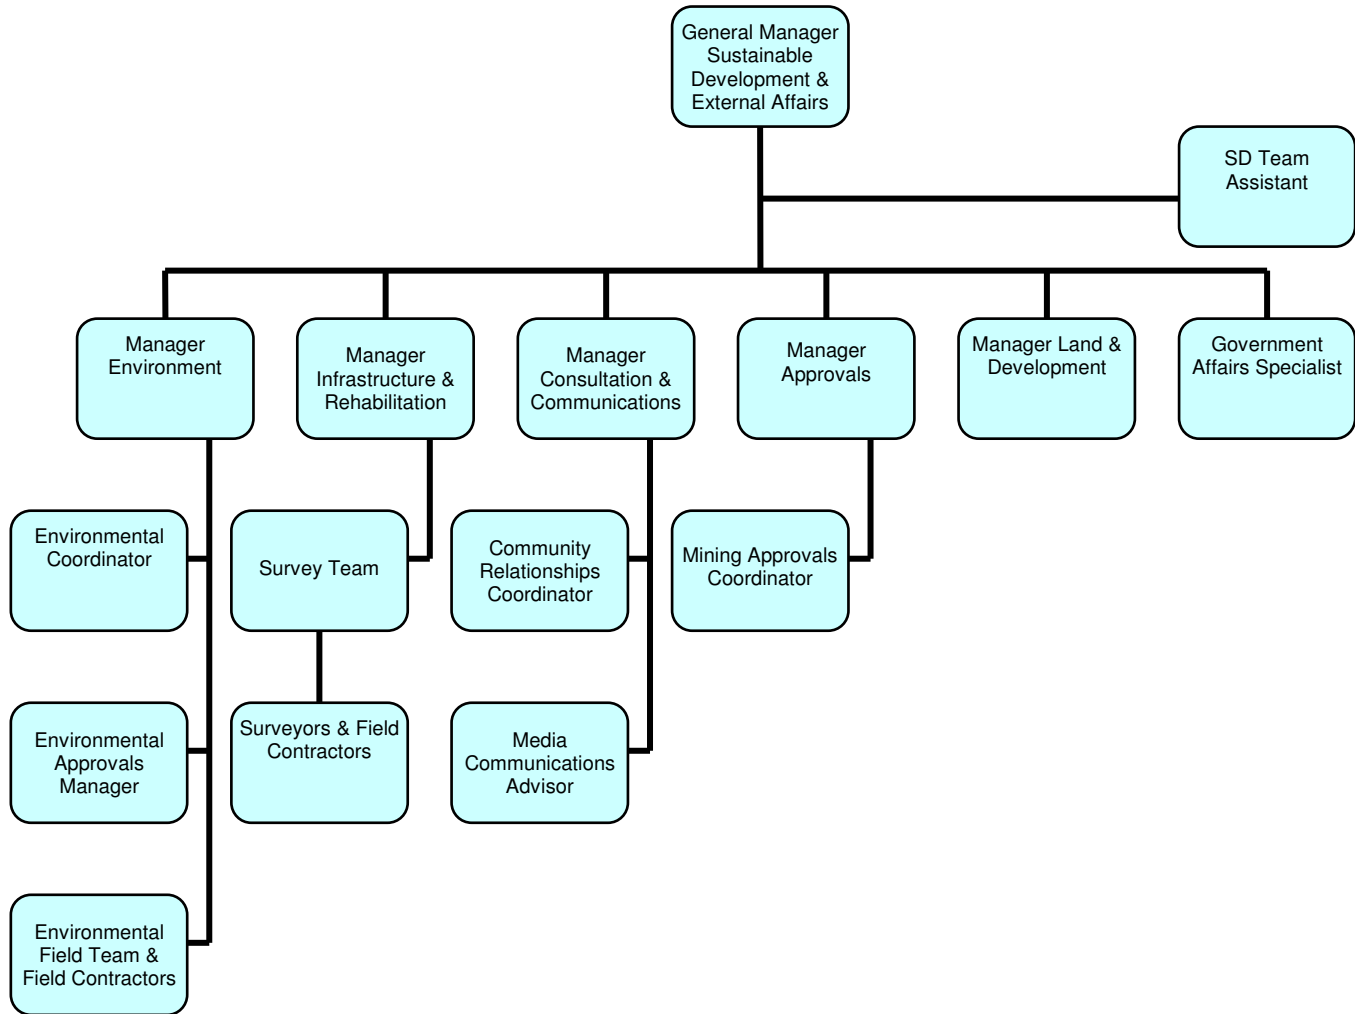 General Manager
Sustainable
Development &
External Affairs
SD Team
Assistant
Manager
Environment
Manager
Infrastructure &
Rehabilitation
Manager
Consultation &
Communications
Manager
Approvals
Manager Land &
Development
Government
Affairs Specialist
Environmental
Coordinator
Survey Team
Community
Relationships
Coordinator
Mining Approvals
Coordinator
Environmental
Approvals
Manager
Surveyors & Field
Contractors
Media
Communications
Advisor
Environmental
Field Team &
Field Contractors